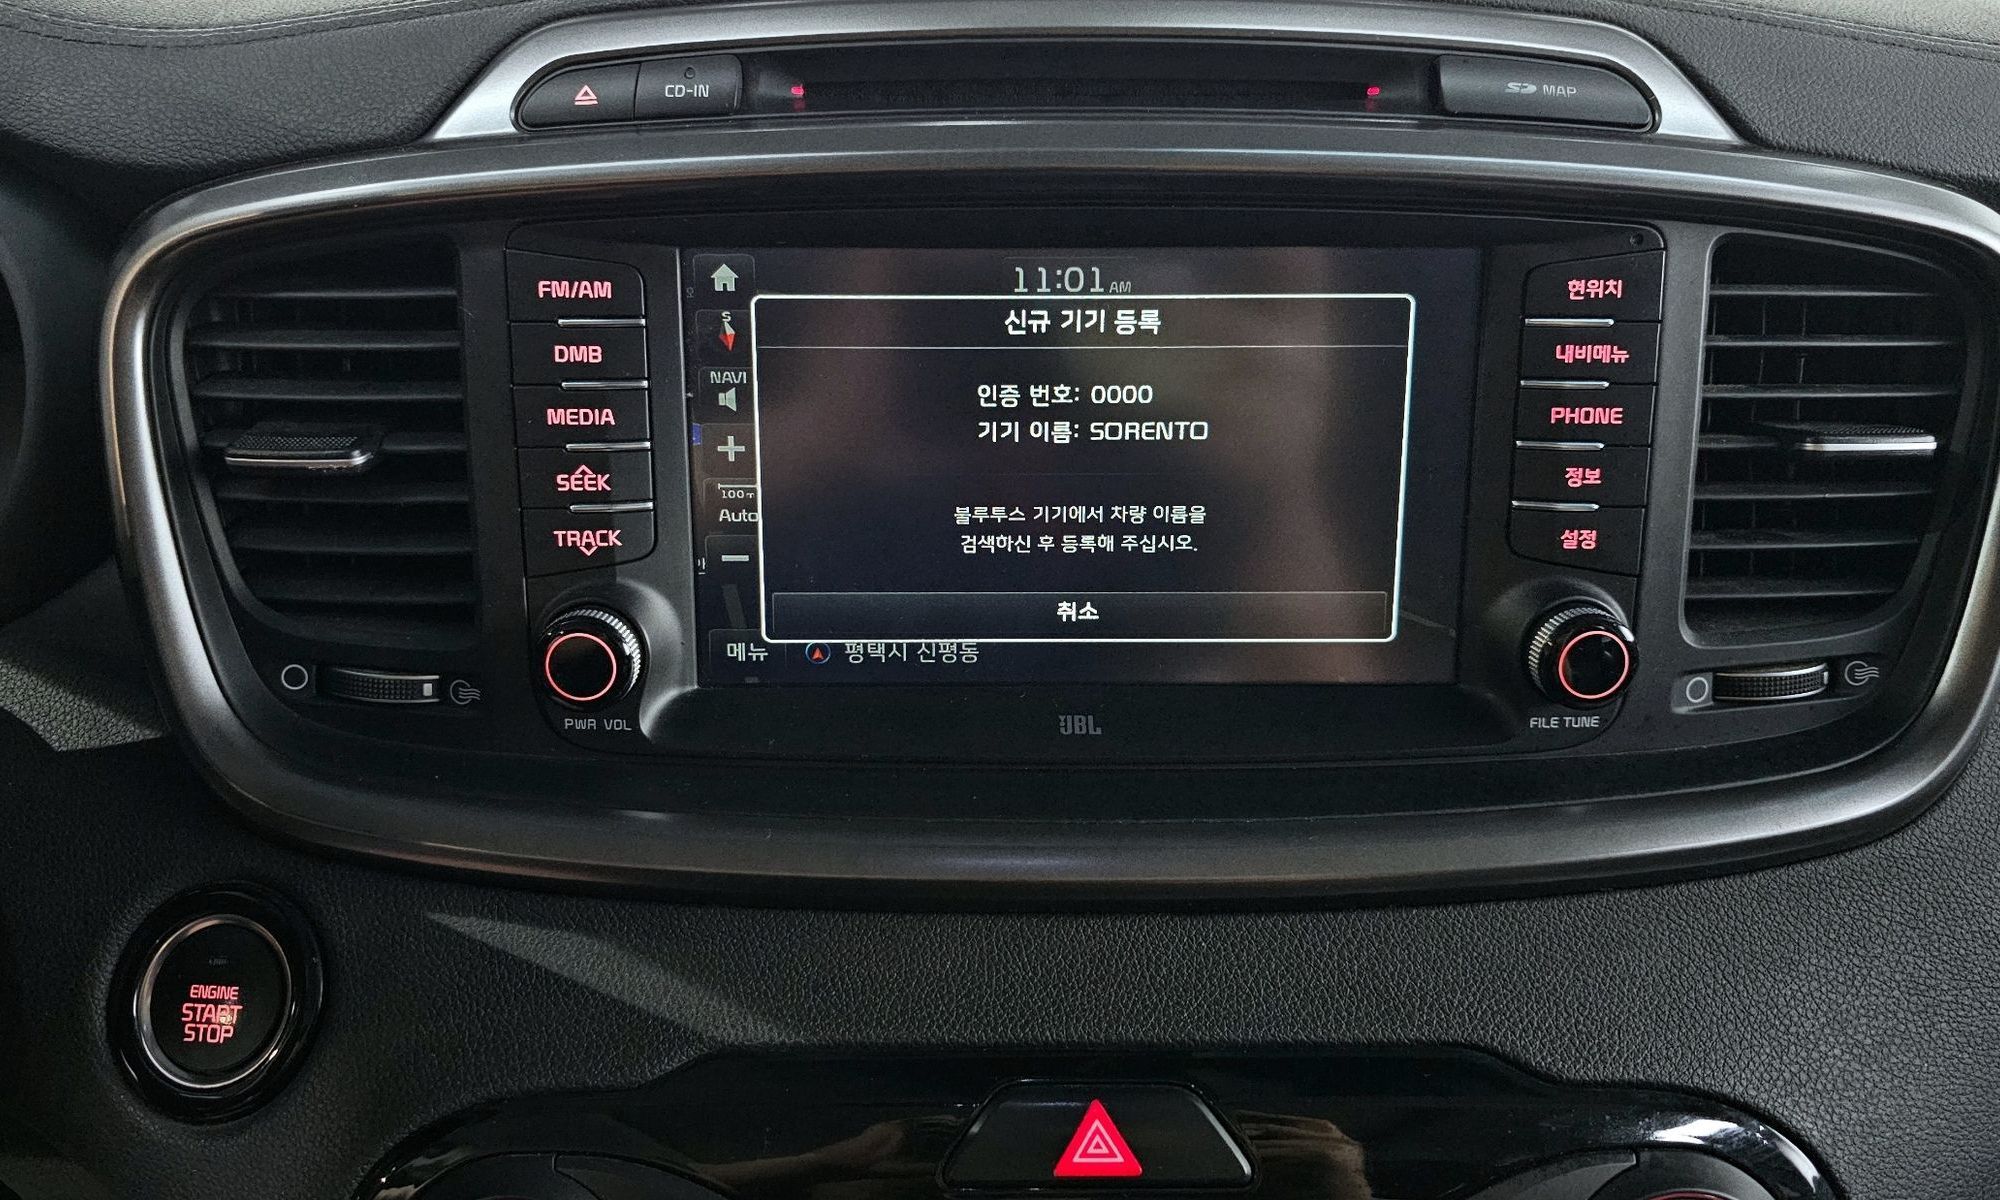 CD-IN
SD MAP
FM/AM
DMB
MEDIA
SEEK
TRACK
PWR VOL
11:01 AM
S
NAVI
100m
Auto
신규 기기 등록
인증 번호: 0000
기기 이름: SORENTO
블루투스 기기에서 차량 이름을
검색하신 후 등록해 주십시오.
취소
메뉴
평택시 신평동
JBL
현위치
내비메뉴
PHONE
정보
설정
FILE TUNE
ENGINE
START
STOP